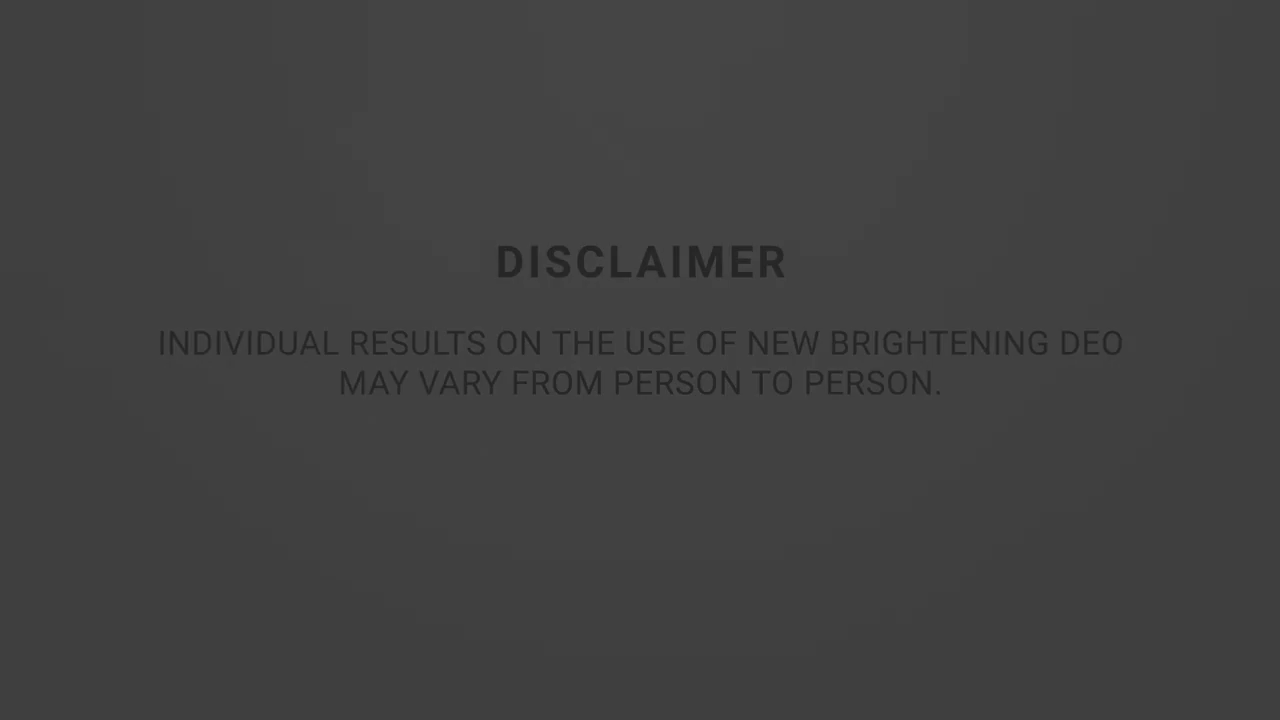 DISCLAIMER
INDIVIDUAL RESULTS ON THE USE OF NEW BRIGHTENING DEO
MAY VARY FROM PERSON TO PERSON.